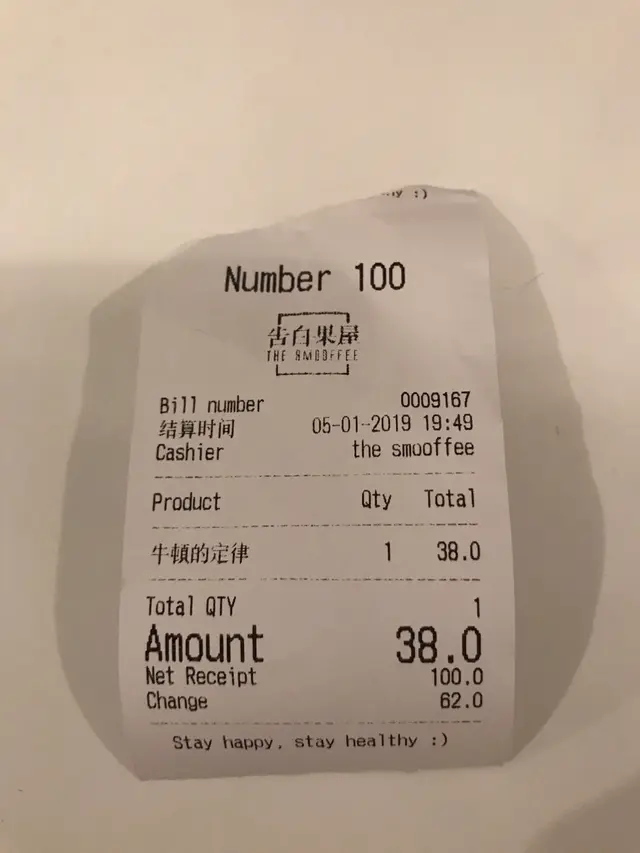 y :)
Number 100
告白果屋
THE SMOOFFEE
Bill number 0009167
结算时间 05-01-2019 19:49
Cashier the smooffee
Product Qty Total
牛頓的定律 1 38.0
Total QTY 1
Amount 38.0
Net Receipt 100.0
Change 62.0
Stay happy, stay healthy :)